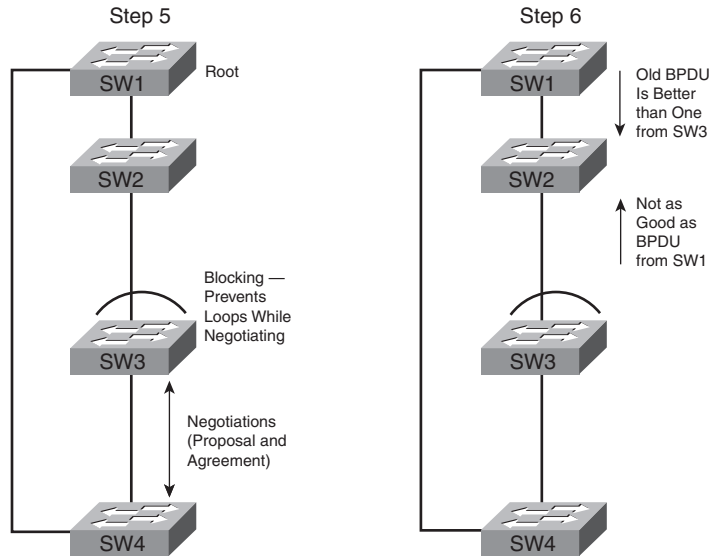 Step 5
SW1
Root
SW2
Blocking —
Prevents
Loops While
Negotiating
SW3
Negotiations
(Proposal and
Agreement)
SW4
Step 6
SW1
Old BPDU
Is Better
than One
from SW3
SW2
Not as
Good as
BPDU
from SW1
SW3
SW4